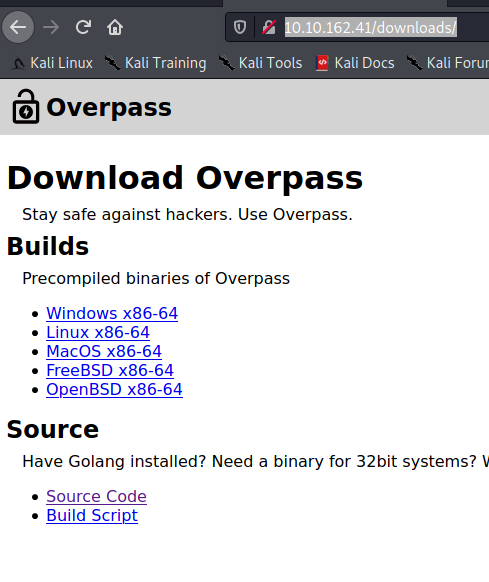 10.10.162.41/downloads/
Kali Linux Kali Training Kali Tools Kali Docs Kali Forum
Overpass
Download Overpass
Stay safe against hackers. Use Overpass.
Builds
Precompiled binaries of Overpass
Windows x86-64
Linux x86-64
MacOS x86-64
FreeBSD x86-64
OpenBSD x86-64
Source
Have Golang installed? Need a binary for 32bit systems?
Source Code
Build Script